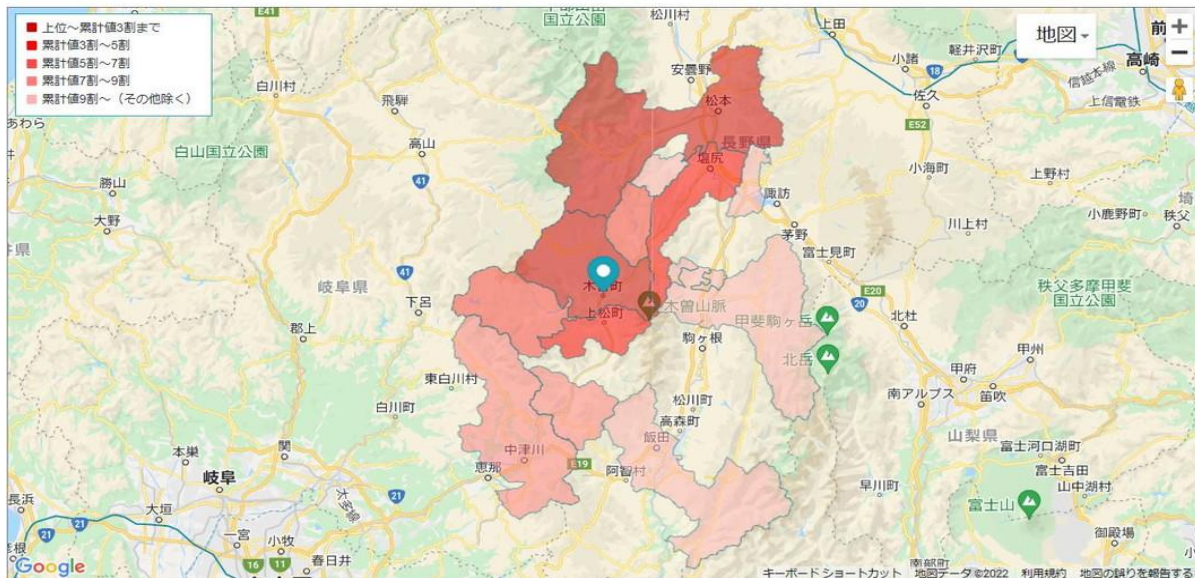 上位~累計値3割まで
累計値3割~5割
累計値5割~7割
累計値7割~9割
累計値9割~(その他除く)
地図
国立公園
E41
松川村
上田
小諸
軽井沢町
18
信越本線
高崎
安曇野
松本
佐久
上信電鉄
白川村
飛騨
高山
41
E52
長野県
塩尻
小海町
上野村
白山国立公園
勝山
諏訪
大野
茅野
川上村
小鹿野町
秩父
富士見町
41
E20
秩父多摩甲斐
国立公園
岐阜県
下呂
上松町
木曽山脈
甲斐駒ヶ岳
20
北杜
郡上
駒ヶ根
北岳
甲府
甲州
笛吹
東白川村
白川町
松川町
高森町
南アルプス
本巣
関
中津川
飯田
山梨県
富士河口湖町
岐阜
恵那
E19
阿智村
富士吉田
早川町
山中湖村
21
21
富士山
長浜
大垣
一宮
小牧
御殿場
春日井
16
11
南部町
Google
キーボード ショートカット
地図データ ©2022
利用規約
地図の誤りを報告する